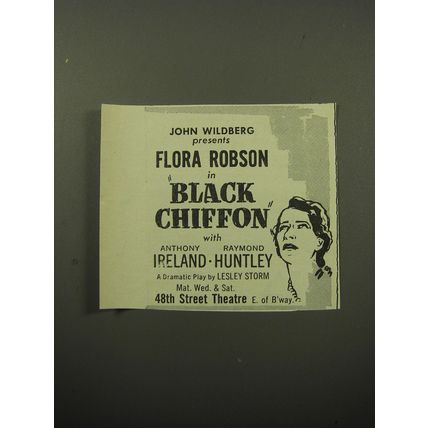 JOHN WILDBERG
presents
FLORA ROBSON
in
"BLACK
CHIFFON"
with
ANTHONY RAYMOND
IRELAND · HUNTLEY
A Dramatic Play by LESLEY STORM
Mat. Wed. & Sat.
48th Street Theatre E. of B'way.